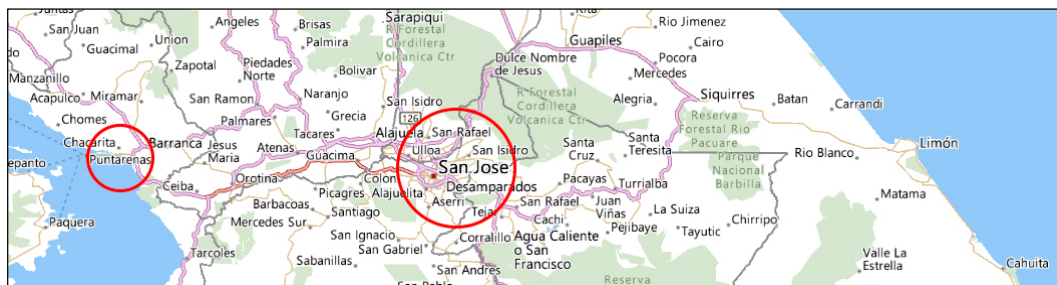 Juntas
San Juan
Guacimal
Union
Angeles
Brisas
Palmira
Sarapiqui
R Forestal
Cordillera
Volcanica Ctr
Guapiles
Rio Jimenez
Cairo
Manzanillo
Zapotal
Piedades
Norte
Bolivar
Dulce Nombre
de Jesus
Pocora
Mercedes
Acapulco
Miramar
San Ramon
Naranjo
San Isidro
R Forestal
Cordillera
Volcanica Ctr
Alegria
Siquirres
Batan
Carrandi
Chomes
Palmares
Grecia
126
Tacares
Alajuela
San Rafael
Reserva
Forestal Rio
Pacuare
Chacarita
Barranca
Jesus
Maria
Atenas
Guacima
Ulloa
San Isidro
Santa
Cruz
Santa
Teresita
Parque
Nacional
Barbilla
Rio Blanco
Limón
epanto
Puntarenas
San Jose
Ceiba
Orotina
Colon
Desamparados
Pacayas
Turrialba
Matama
Picagres
Alajuelita
Aserri
Barbacoas
Santiago
Tejar
San Rafael
Juan
Viñas
La Suiza
Chirripo
Paquera
Mercedes Sur
Cachi
Pejibaye
Tayutic
Tarcoles
San Ignacio
San Gabriel
Corralillo
Agua Caliente
o San
Francisco
Valle La
Estrella
Sabanillas
San Andres
Reserva
Cahuita
San Pablo